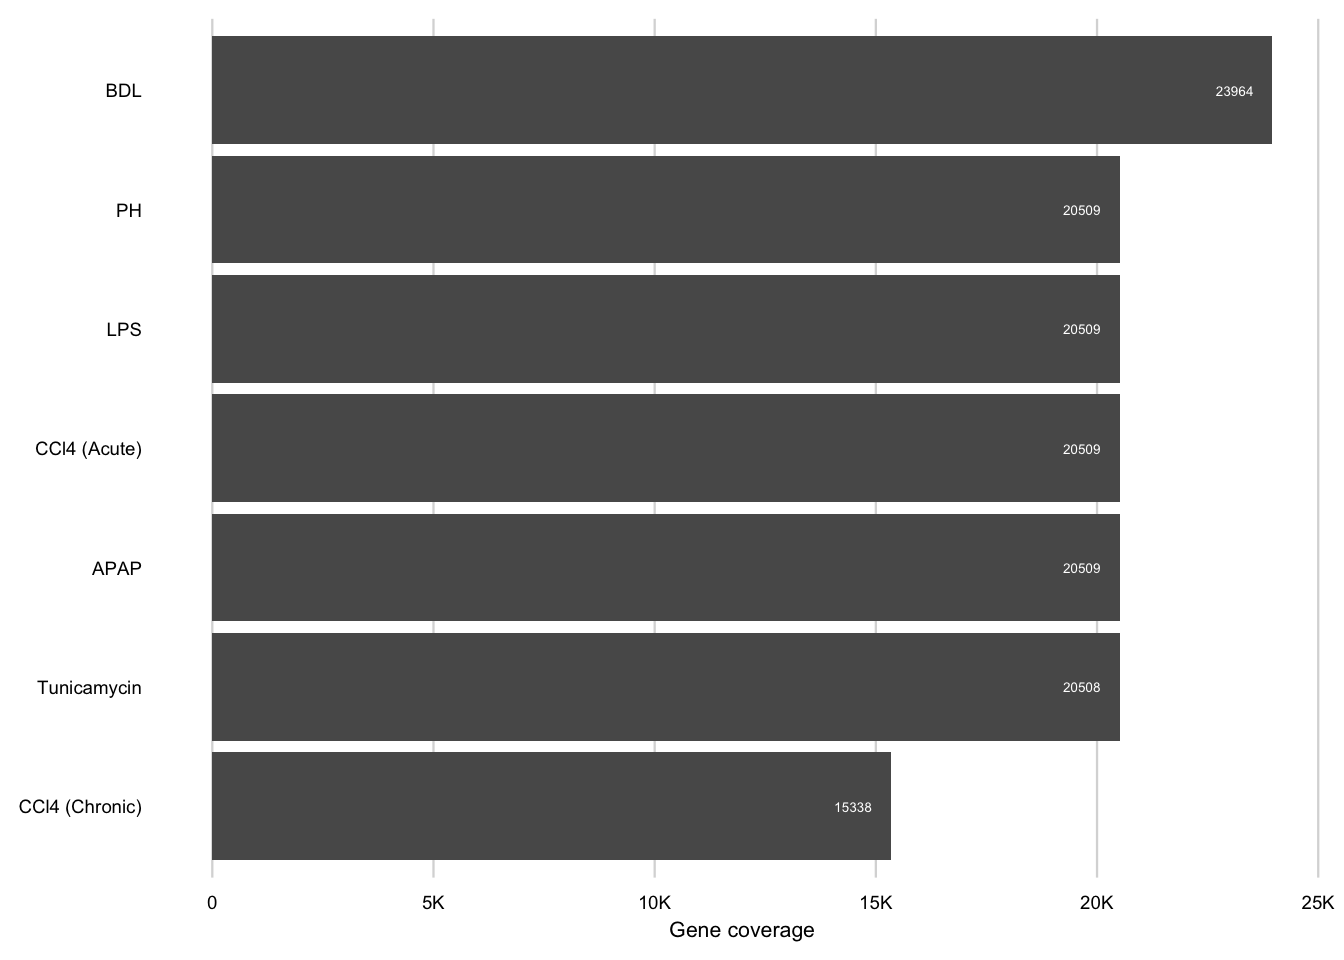 BDL 23964
PH 20509
LPS 20509
CCl4 (Acute) 20509
APAP 20509
Tunicamycin 20508
CCl4 (Chronic) 15338
0 5K 10K 15K 20K 25K
Gene coverage